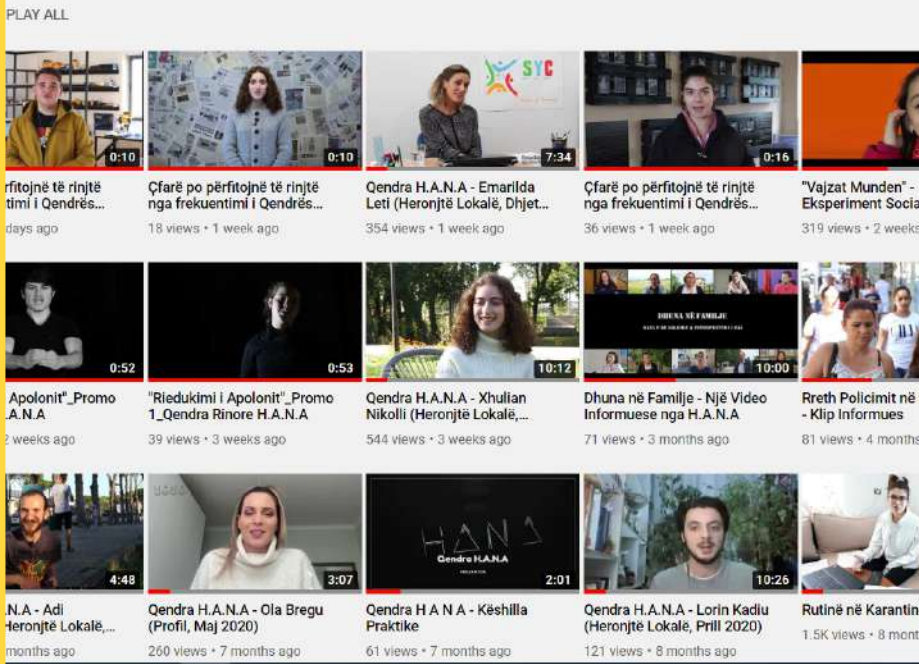 PLAY ALL
SYC
0:10
0:10
7:34
0:16
rfitojnë të rinjtë
timi i Qendrës...
days ago
Çfarë po përfitojnë të rinjtë
nga frekuentimi i Qendrës...
18 views • 1 week ago
Qendra H.A.N.A - Emarilda
Leti (Heronjtë Lokalë, Dhjet...
354 views • 1 week ago
Çfarë po përfitojnë të rinjtë
nga frekuentimi i Qendrës...
36 views • 1 week ago
"Vajzat Munden" -
Eksperiment Socia
319 views • 2 weeks
DHUNA NË FAMILJE
0:52
0:53
10:12
10:00
Apolonit"_Promo
.A.N.A
2 weeks ago
"Riedukimi i Apolonit"_Promo
1_Qendra Rinore H.A.N.A
39 views • 3 weeks ago
Qendra H.A.N.A - Xhulian
Nikolli (Heronjtë Lokalë,...
544 views • 3 weeks ago
Dhuna në Familje - Një Video
Informuese nga H.A.N.A
71 views • 3 months ago
Rreth Policimit në
- Klip Informues
81 views • 4 months
HANA
Qendra H.A.N.A
4:48
3:07
2:01
10:26
.N.A - Adi
Heronjtë Lokalë,...
months ago
Qendra H.A.N.A - Ola Bregu
(Profil, Maj 2020)
260 views • 7 months ago
Qendra H A N A - Këshilla
Praktike
61 views • 7 months ago
Qendra H.A.N.A - Lorin Kadiu
(Heronjtë Lokalë, Prill 2020)
121 views • 8 months ago
Rutinë në Karantin
1.5K views • 8 mont